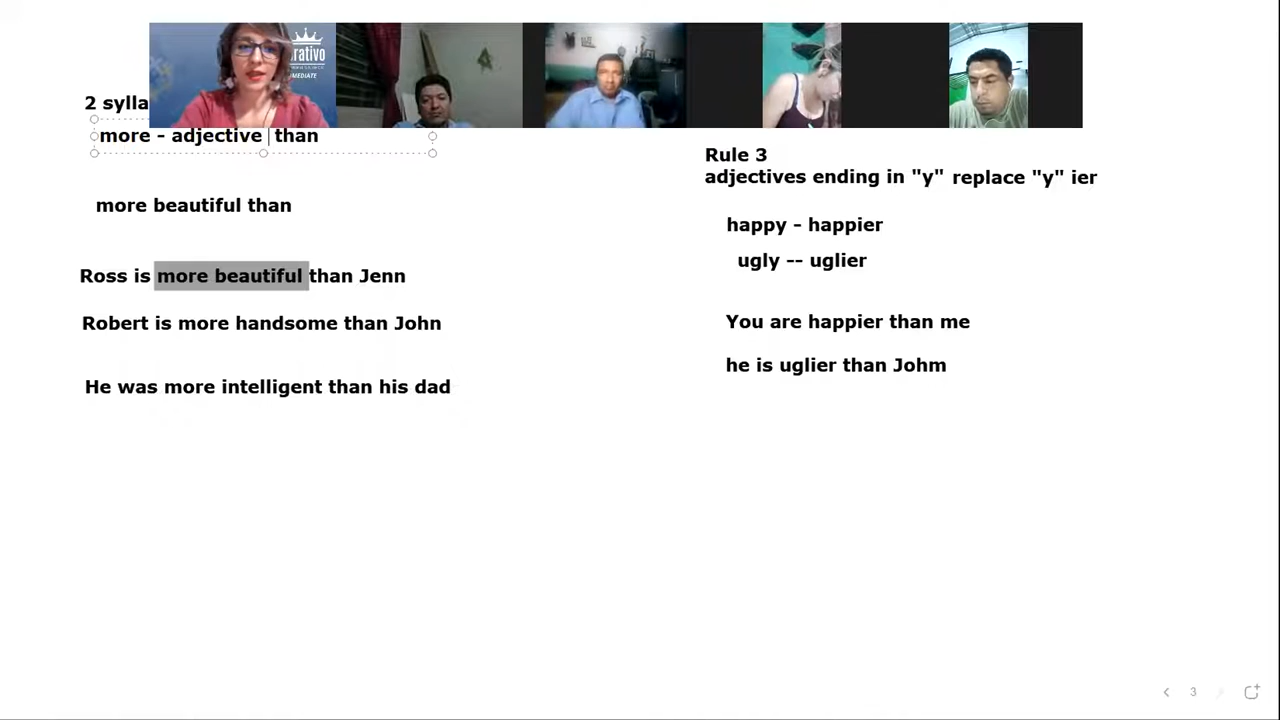 2 sylla
more - adjective than
more beautiful than
Ross is more beautiful than Jenn
Robert is more handsome than John
He was more intelligent than his dad
Rule 3
adjectives ending in "y" replace "y" ier
happy - happier
ugly -- uglier
You are happier than me
he is uglier than Johm
3